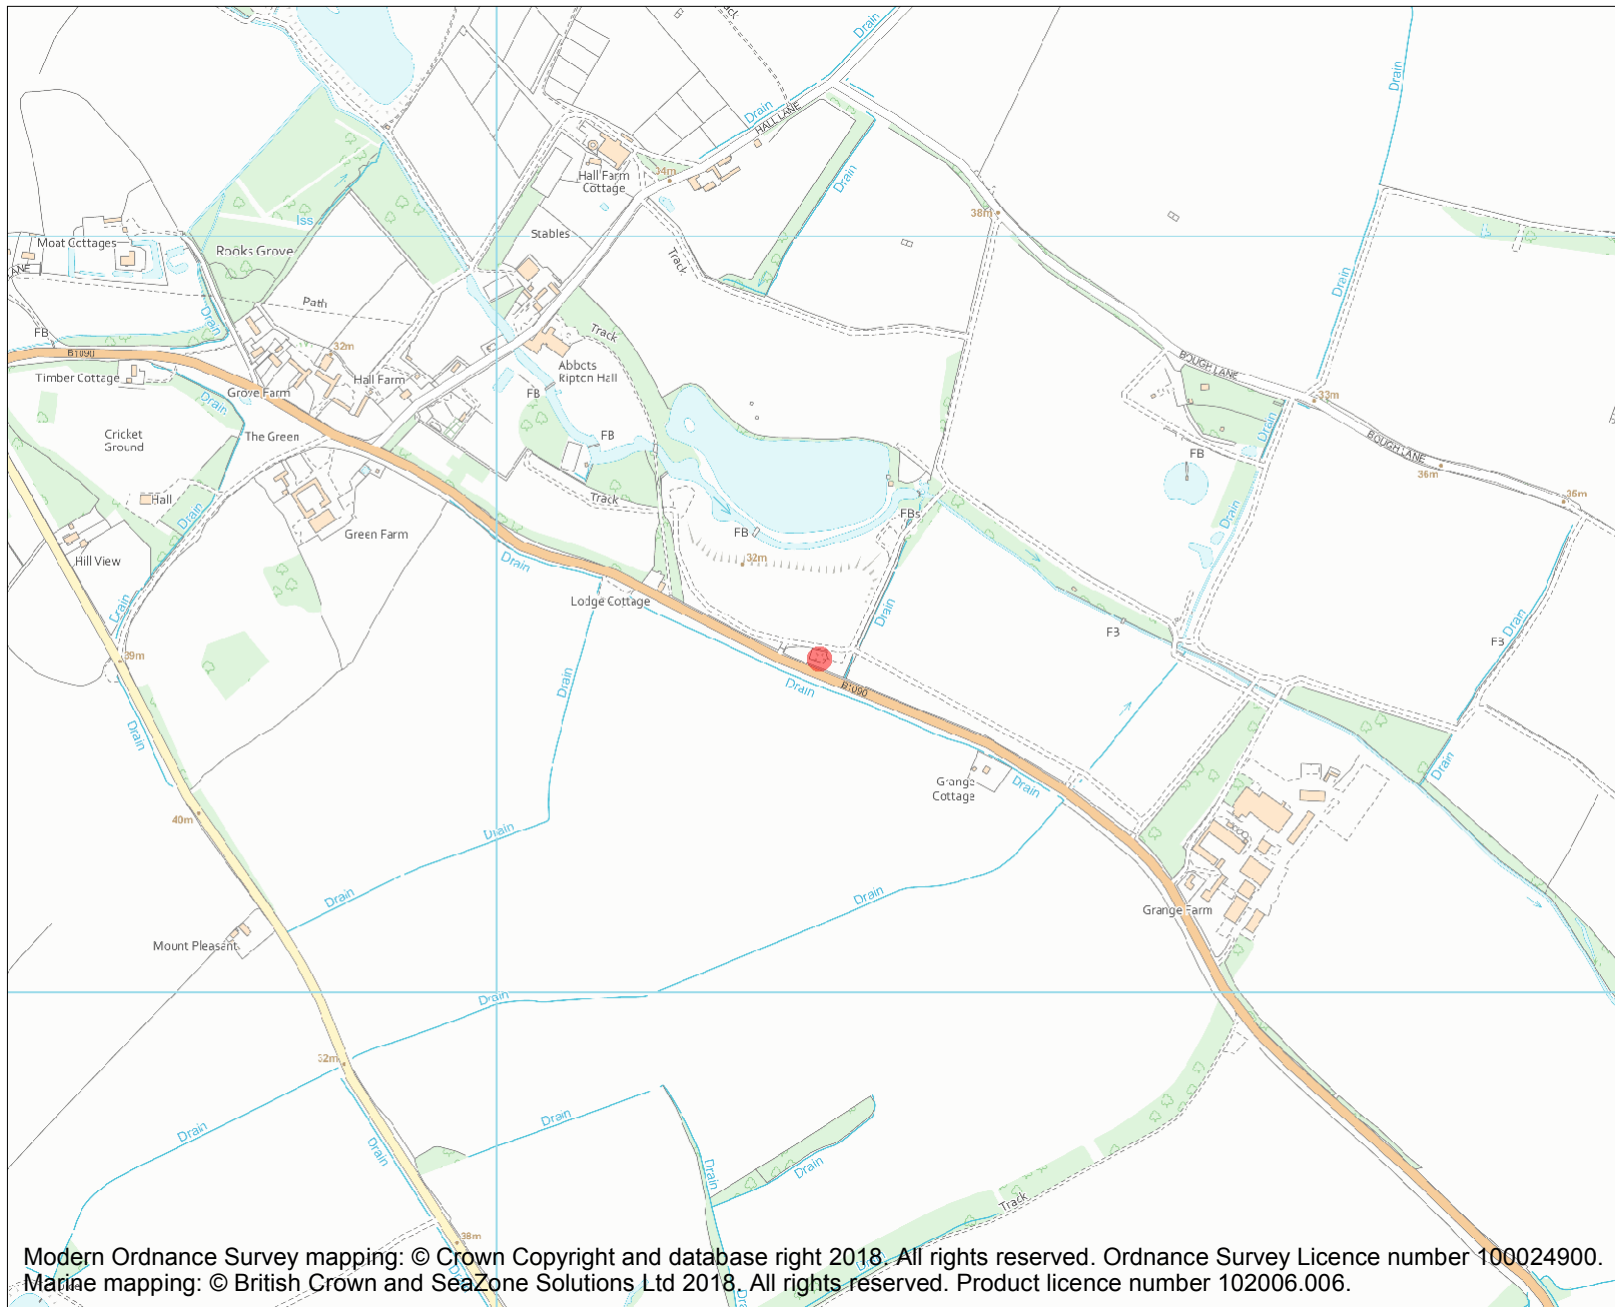 Drain
Drain
Drain
HALL LANE
Hall Farm
Cottage
Drain
38m
Iss
Stables
Moat Cottages
Rooks Grove
Track
Drain
Path
Drain
FB
Track
32m
B1090
Abbots
Ripton Hall
BOUGH LANE
Timber Cottage
Hall Farm
Grove Farm
FB
33m
Drain
Cricket
Ground
The Green
FB
Drain
BOUGH LANE
FB
36m
Hall
Track
Drain
Green Farm
FBs
FB
Drain
36m
Hill View
Drain
32m
Lodge Cottage
Drain
Drain
Drain
FB
FB
39m
Drain
Drain
Drain
B1090
Drain
Drain
Grange
Cottage
Drain
40m
Drain
Drain
Drain
Grange Farm
Mount Pleasant
Drain
32m
Drain
Drain
Drain
Drain
Drain
Track
38m
Modern Ordnance Survey mapping: © Crown Copyright and database right 2018. All rights reserved. Ordnance Survey Licence number 100024900.
Marine mapping: © British Crown and SeaZone Solutions Ltd 2018. All rights reserved. Product licence number 102006.006.